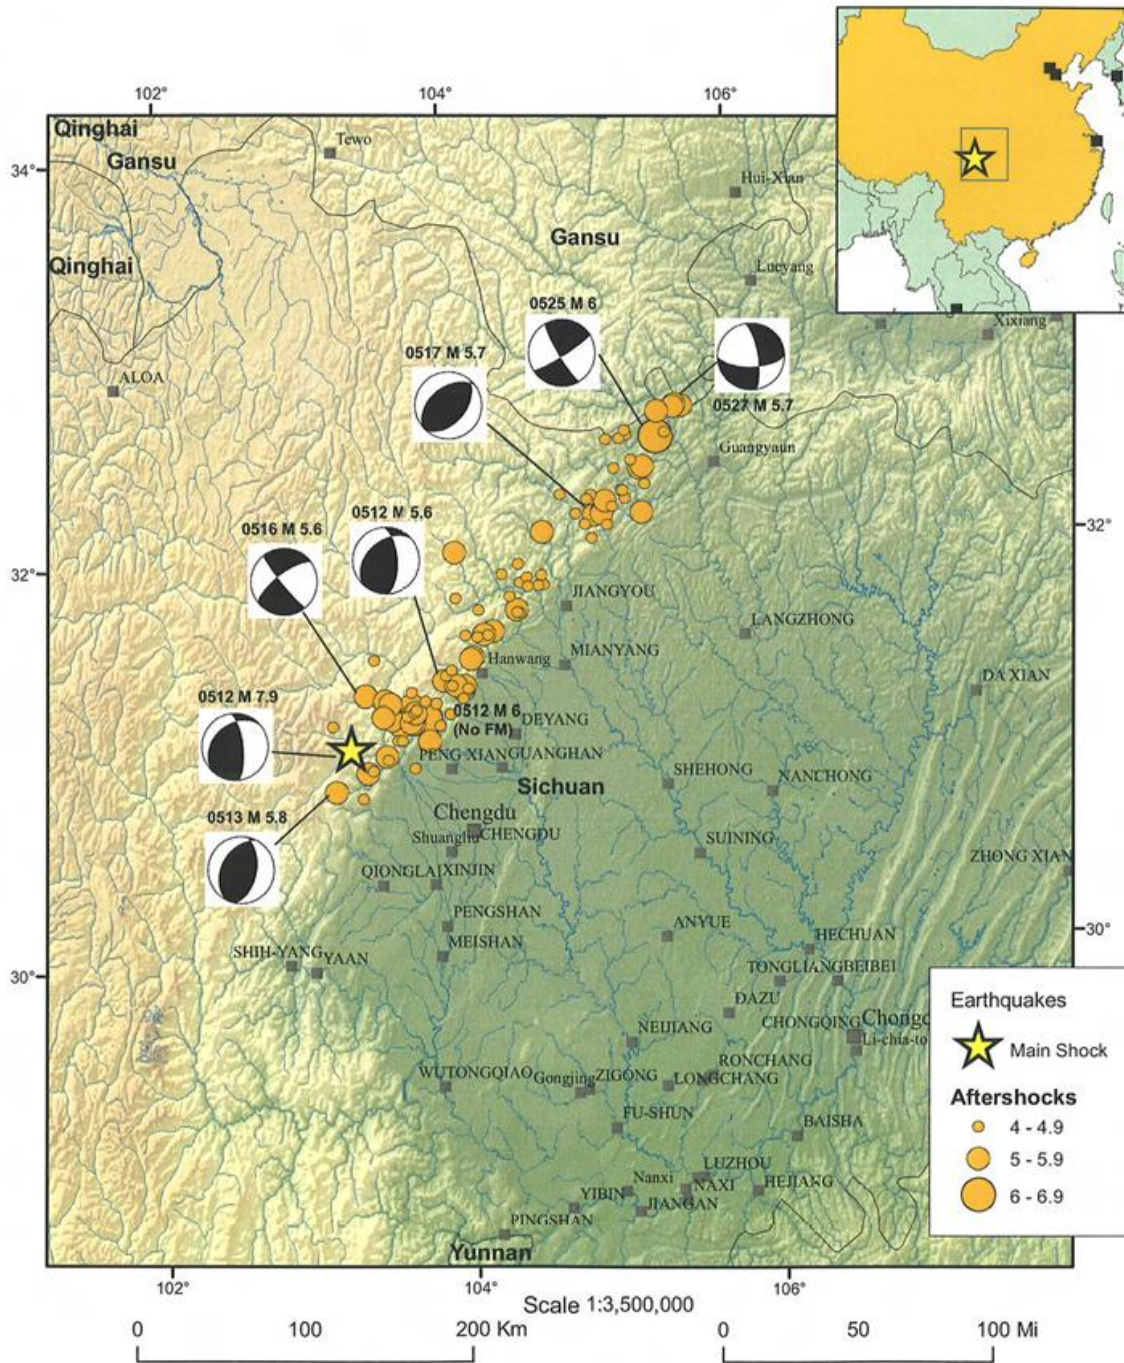 102°
104°
106°
Qinghai
Gansu
Tewo
34°
Hui-Xian
Gansu
Qinghai
Lueyang
Xixiang
0525 M 6
0517 M 5.7
ALOA
0527 M 5.7
Guangyaun
0512 M 5.6
0516 M 5.6
32°
32°
JIANGYOU
LANGZHONG
MIANYANG
Hanwang
DA XIAN
0512 M 7.9
0512 M 6
(No FM)
DEYANG
PENG XIAN
GUANGHAN
SHEHONG
NANCHONG
Sichuan
0513 M 5.8
Chengdu
CHENGDU
Shuangliu
SUINING
ZHONG XIAN
QIONGLAI
XINJIN
PENGSHAN
ANYUE
30°
MEISHAN
HECHUAN
SHIH-YANG
YAAN
30°
TONGLIANG
BEIBEI
DAZU
CHONGQING
Chongc
NEIJIANG
Li-chia-to
RONCHANG
WUTONGQIAO
Gongjing
ZIGONG
LONGCHANG
FU-SHUN
BAISHA
LUZHOU
Nanxi
NAXI
HEJIANG
YIBIN
JIANGAN
PINGSHAN
Yunnan
Earthquakes
Main Shock
Aftershocks
4 - 4.9
5 - 5.9
6 - 6.9
102°
104°
106°
Scale 1:3,500,000
0 100 200 Km
0 50 100 Mi